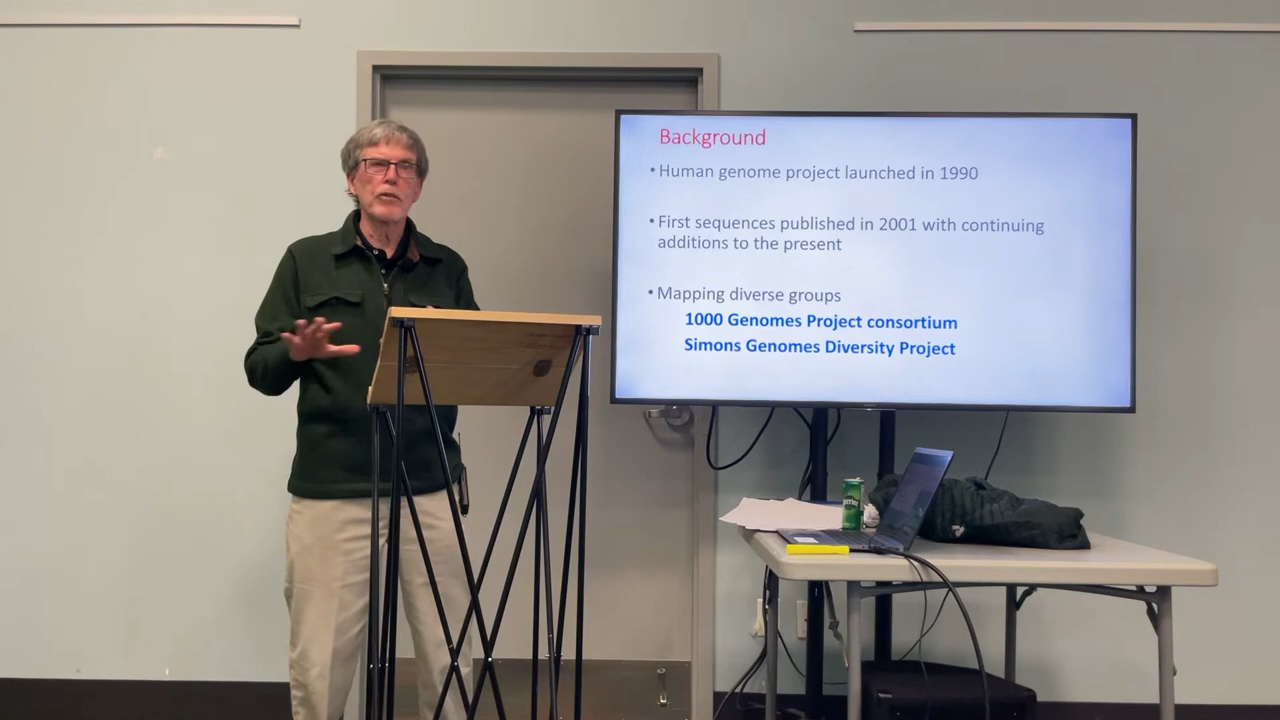 Background
• Human genome project launched in 1990
• First sequences published in 2001 with continuing
additions to the present
• Mapping diverse groups
1000 Genomes Project consortium
Simons Genomes Diversity Project
perrier